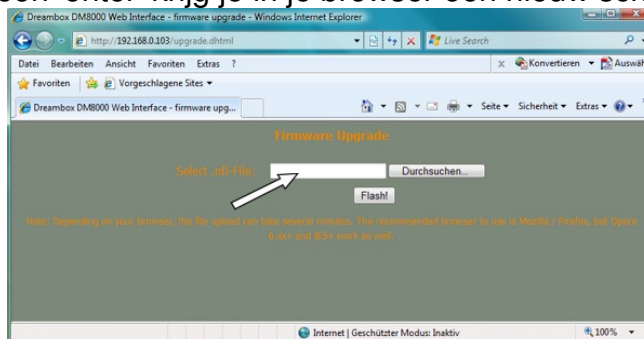 Dreambox DM8000 Web Interface - firmware upgrade - Windows Internet Explorer
http://192.168.0.103/upgrade.dhtml
Live Search
Datei Bearbeiten Ansicht Favoriten Extras ?
x Konvertieren Auswäh
Favoriten Vorgeschlagene Sites
Dreambox DM8000 Web Interface - firmware upg...
Seite Sicherheit Extras
Firmware Upgrade
Select .nfi-File:
Durchsuchen...
Flash!
Note: Depending on your browser, the file upload can take several minutes. The recommended browser to use is Mozilla / Firefox, but Opera
6.xx+ and IE5+ work as well.
Internet | Geschützter Modus: Inaktiv
100%